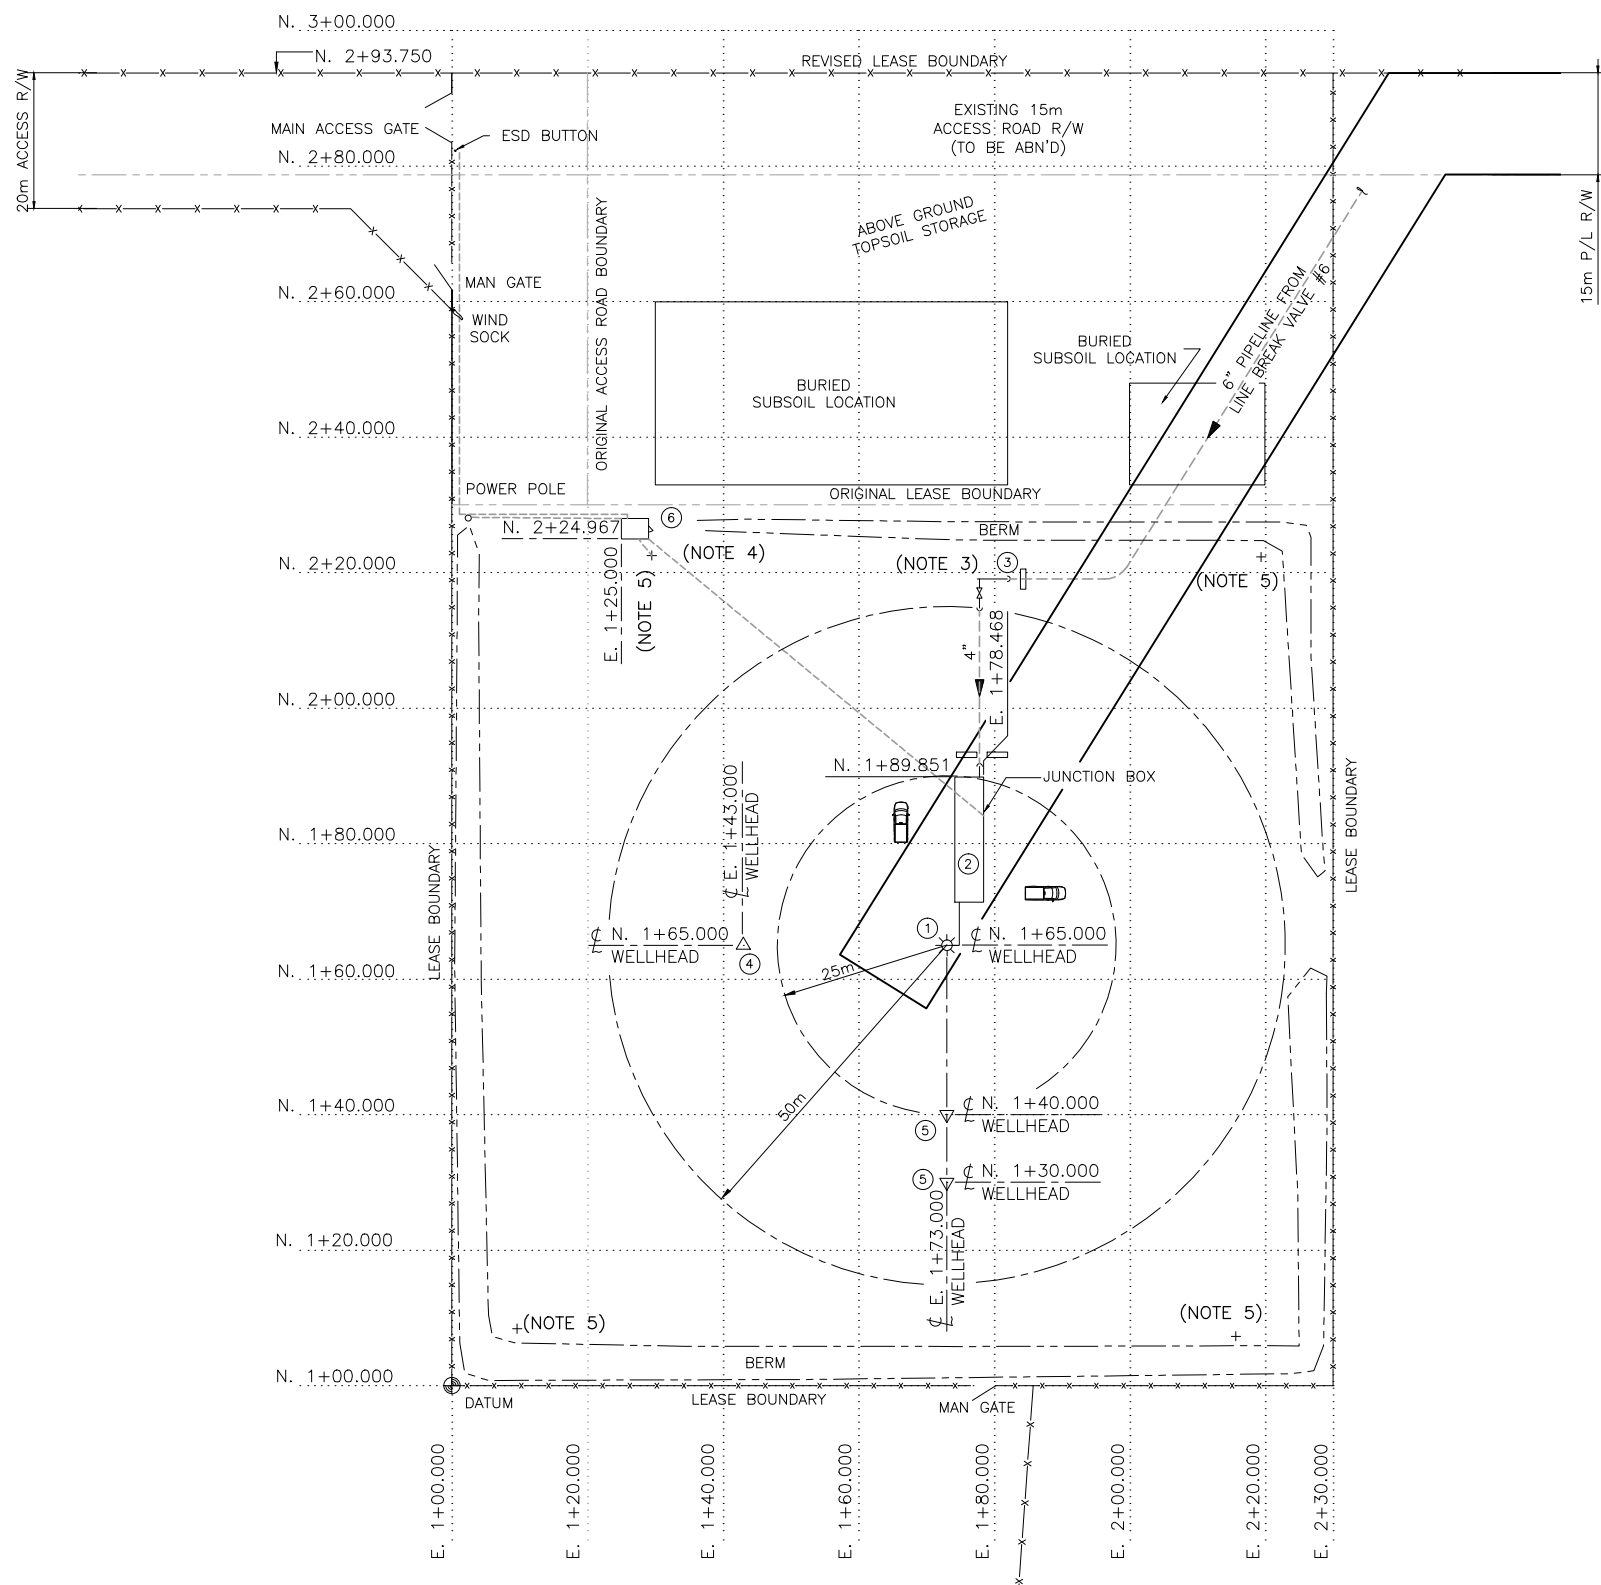 N. 3+00.000
N. 2+93.750
REVISED LEASE BOUNDARY
20m ACCESS R/W
MAIN ACCESS GATE
ESD BUTTON
EXISTING 15m
ACCESS ROAD R/W
(TO BE ABN'D)
N. 2+80.000
15m P/L R/W
ABOVE GROUND
TOPSOIL STORAGE
ORIGINAL ACCESS ROAD BOUNDARY
MAN GATE
N. 2+60.000
WIND
SOCK
6" PIPELINE FROM
LINE BREAK VALVE #6
BURIED
SUBSOIL LOCATION
BURIED
SUBSOIL LOCATION
N. 2+40.000
POWER POLE
ORIGINAL LEASE BOUNDARY
N. 2+24.967
6
BERM
(NOTE 4)
(NOTE 3)
3
(NOTE 5)
N. 2+20.000
E. 1+25.000
(NOTE 5)
4"
E. 1+78.468
N. 2+00.000
N. 1+89.851
JUNCTION BOX
℄ E. 1+43.000
WELLHEAD
LEASE BOUNDARY
N. 1+80.000
LEASE BOUNDARY
2
1
℄ N. 1+65.000
WELLHEAD
4
℄ N. 1+65.000
WELLHEAD
N. 1+60.000
25m
50m
N. 1+40.000
℄ N. 1+40.000
WELLHEAD
5
℄ N. 1+30.000
WELLHEAD
5
℄ E. 1+73.000
WELLHEAD
N. 1+20.000
(NOTE 5)
(NOTE 5)
BERM
N. 1+00.000
DATUM
LEASE BOUNDARY
MAN GATE
E. 1+00.000
E. 1+20.000
E. 1+40.000
E. 1+60.000
E. 1+80.000
E. 2+00.000
E. 2+20.000
E. 2+30.000